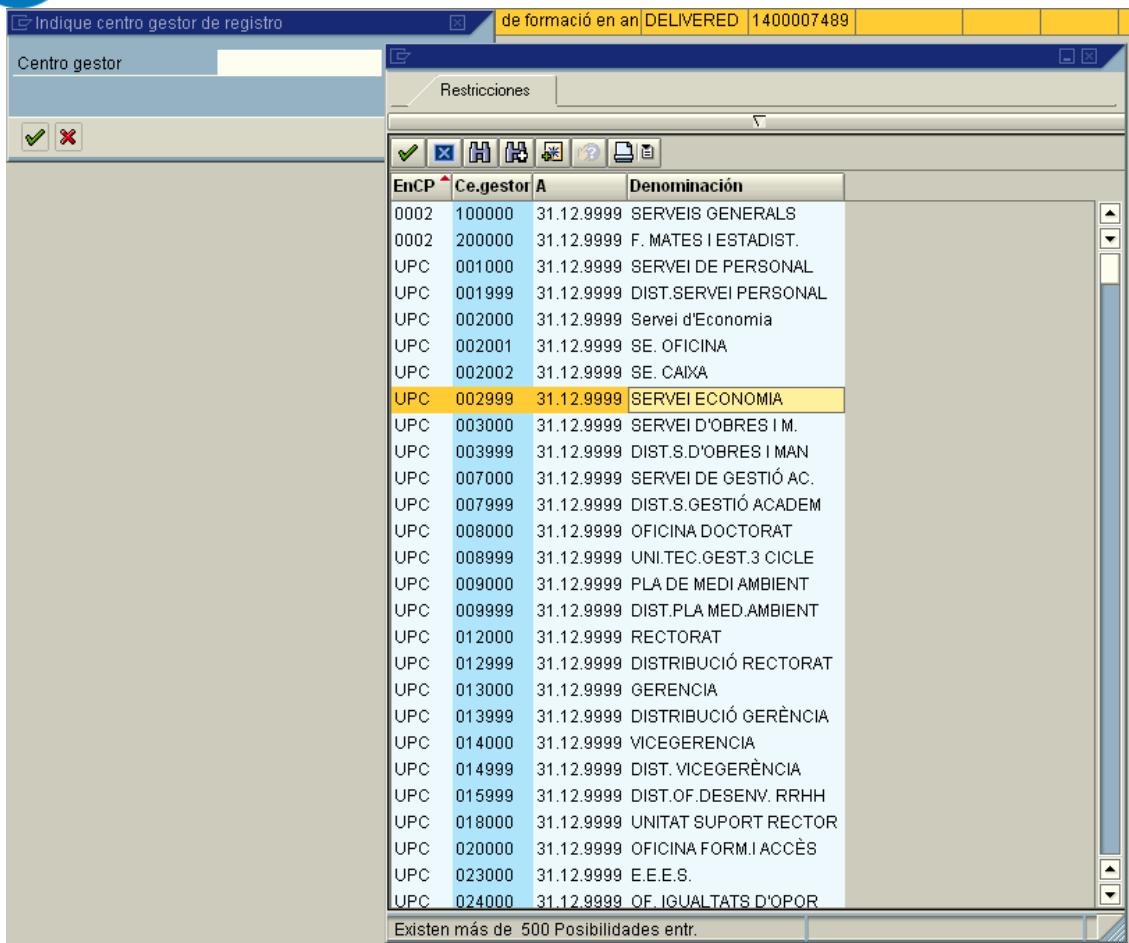 Indique centro gestor de registro
de formació en an DELIVERED 1400007489
Centro gestor
Restricciones
EnCP Ce.gestor A Denominación
0002 100000 31.12.9999 SERVEIS GENERALS
0002 200000 31.12.9999 F. MATES I ESTADIST.
UPC 001000 31.12.9999 SERVEI DE PERSONAL
UPC 001999 31.12.9999 DIST.SERVEI PERSONAL
UPC 002000 31.12.9999 Servei d'Economia
UPC 002001 31.12.9999 SE. OFICINA
UPC 002002 31.12.9999 SE. CAIXA
UPC 002999 31.12.9999 SERVEI ECONOMIA
UPC 003000 31.12.9999 SERVEI D'OBRES I M.
UPC 003999 31.12.9999 DIST.S.D'OBRES I MAN
UPC 007000 31.12.9999 SERVEI DE GESTIÓ AC.
UPC 007999 31.12.9999 DIST.S.GESTIÓ ACADEM
UPC 008000 31.12.9999 OFICINA DOCTORAT
UPC 008999 31.12.9999 UNI.TEC.GEST.3 CICLE
UPC 009000 31.12.9999 PLA DE MEDI AMBIENT
UPC 009999 31.12.9999 DIST.PLA MED.AMBIENT
UPC 012000 31.12.9999 RECTORAT
UPC 012999 31.12.9999 DISTRIBUCIÓ RECTORAT
UPC 013000 31.12.9999 GERENCIA
UPC 013999 31.12.9999 DISTRIBUCIÓ GERÈNCIA
UPC 014000 31.12.9999 VICEGERENCIA
UPC 014999 31.12.9999 DIST. VICEGERÈNCIA
UPC 015999 31.12.9999 DIST.OF.DESENV. RRHH
UPC 018000 31.12.9999 UNITAT SUPORT RECTOR
UPC 020000 31.12.9999 OFICINA FORM.I ACCÈS
UPC 023000 31.12.9999 E.E.E.S.
UPC 024000 31.12.9999 OF. IGUALTATS D'OPOR
Existen más de 500 Posibilidades entr.